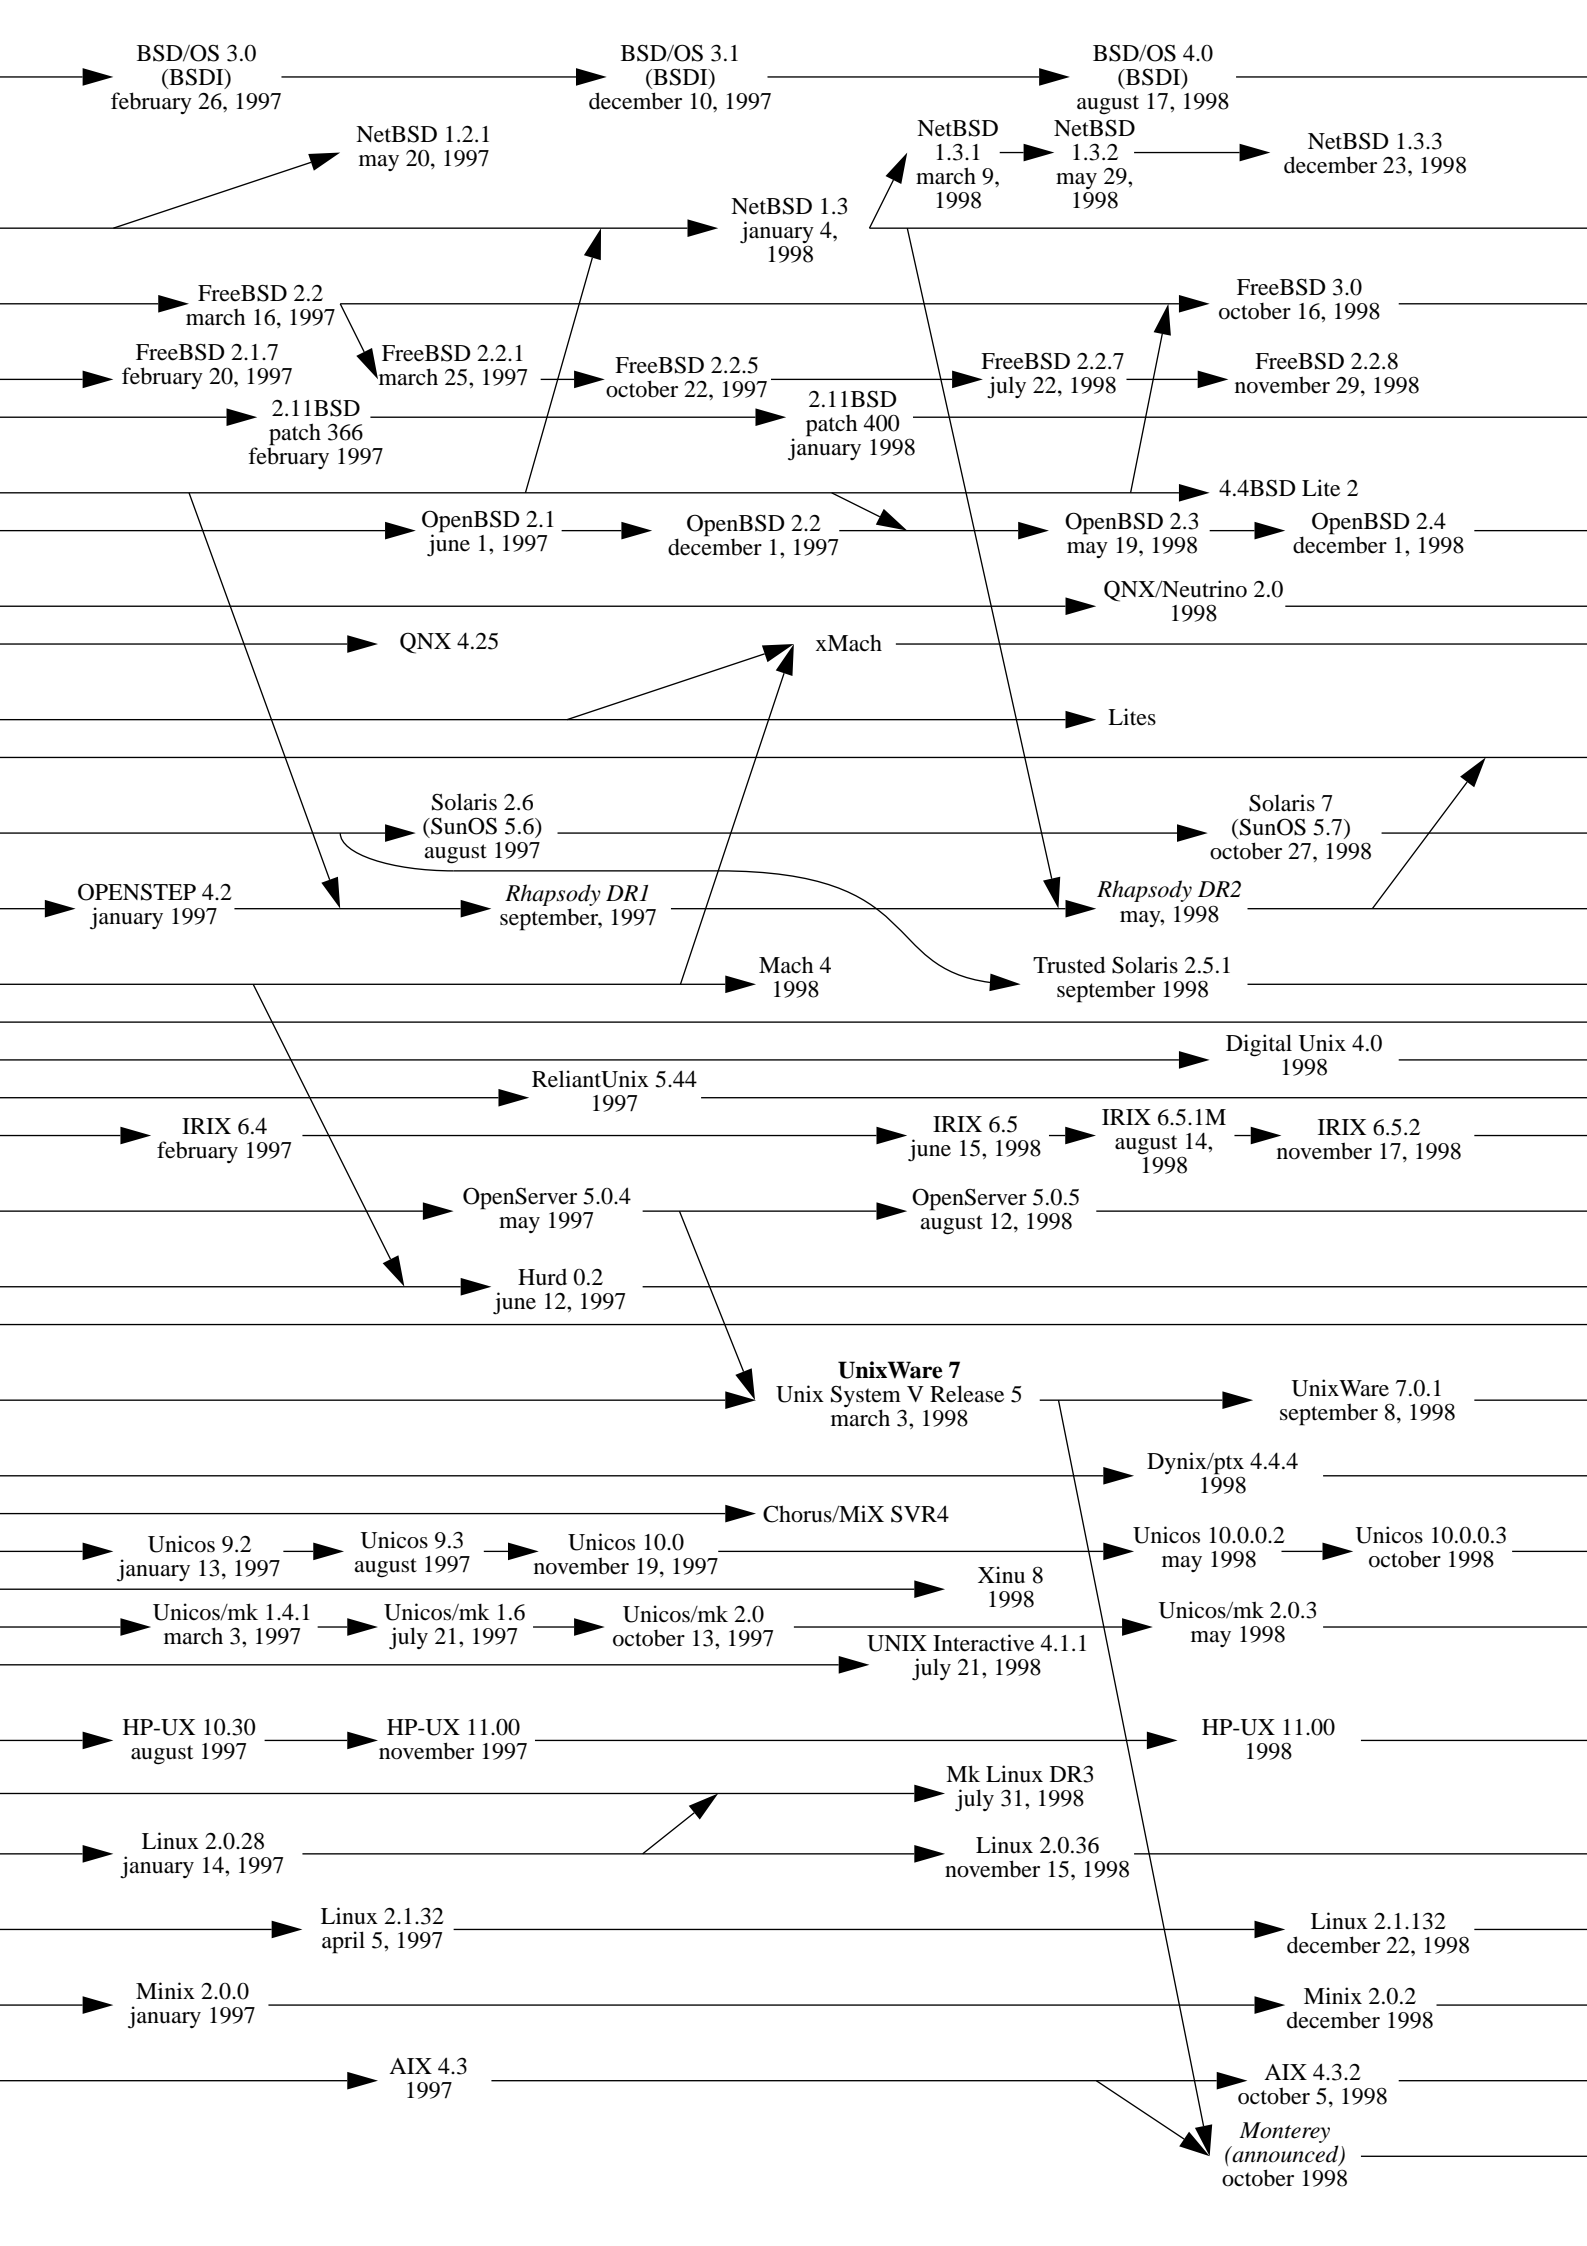 BSD/OS 3.0
(BSDI)
february 26, 1997
BSD/OS 3.1
(BSDI)
december 10, 1997
BSD/OS 4.0
(BSDI)
august 17, 1998
NetBSD 1.2.1
may 20, 1997
NetBSD
1.3.1
march 9,
1998
NetBSD
1.3.2
may 29,
1998
NetBSD 1.3.3
december 23, 1998
NetBSD 1.3
january 4,
1998
FreeBSD 2.2
march 16, 1997
FreeBSD 3.0
october 16, 1998
FreeBSD 2.1.7
february 20, 1997
FreeBSD 2.2.1
march 25, 1997
FreeBSD 2.2.5
october 22, 1997
FreeBSD 2.2.7
july 22, 1998
FreeBSD 2.2.8
november 29, 1998
2.11BSD
patch 366
february 1997
2.11BSD
patch 400
january 1998
4.4BSD Lite 2
OpenBSD 2.1
june 1, 1997
OpenBSD 2.2
december 1, 1997
OpenBSD 2.3
may 19, 1998
OpenBSD 2.4
december 1, 1998
QNX/Neutrino 2.0
1998
QNX 4.25
xMach
Lites
Solaris 2.6
(SunOS 5.6)
august 1997
Solaris 7
(SunOS 5.7)
october 27, 1998
OPENSTEP 4.2
january 1997
Rhapsody DR1
september, 1997
Rhapsody DR2
may, 1998
Mach 4
1998
Trusted Solaris 2.5.1
september 1998
Digital Unix 4.0
1998
ReliantUnix 5.44
1997
IRIX 6.4
february 1997
IRIX 6.5
june 15, 1998
IRIX 6.5.1M
august 14,
1998
IRIX 6.5.2
november 17, 1998
OpenServer 5.0.4
may 1997
OpenServer 5.0.5
august 12, 1998
Hurd 0.2
june 12, 1997
UnixWare 7
Unix System V Release 5
march 3, 1998
UnixWare 7.0.1
september 8, 1998
Dynix/ptx 4.4.4
1998
Chorus/MiX SVR4
Unicos 9.2
january 13, 1997
Unicos 9.3
august 1997
Unicos 10.0
november 19, 1997
Unicos 10.0.0.2
may 1998
Unicos 10.0.0.3
october 1998
Xinu 8
1998
Unicos/mk 1.4.1
march 3, 1997
Unicos/mk 1.6
july 21, 1997
Unicos/mk 2.0
october 13, 1997
Unicos/mk 2.0.3
may 1998
UNIX Interactive 4.1.1
july 21, 1998
HP-UX 10.30
august 1997
HP-UX 11.00
november 1997
HP-UX 11.00
1998
Mk Linux DR3
july 31, 1998
Linux 2.0.28
january 14, 1997
Linux 2.0.36
november 15, 1998
Linux 2.1.32
april 5, 1997
Linux 2.1.132
december 22, 1998
Minix 2.0.0
january 1997
Minix 2.0.2
december 1998
AIX 4.3
1997
AIX 4.3.2
october 5, 1998
Monterey
(announced)
october 1998